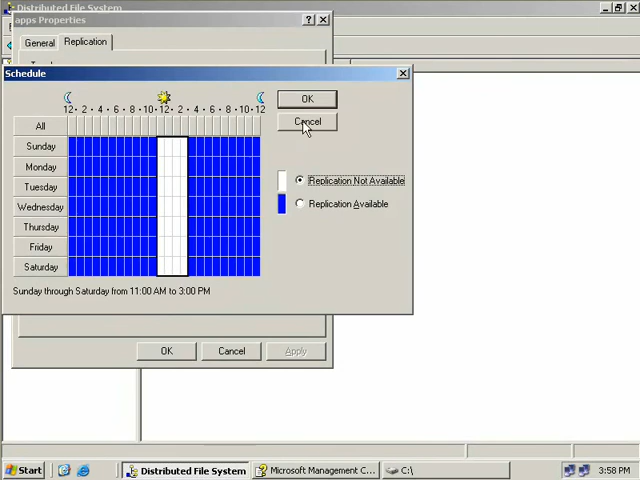 Distributed File System
apps Properties
General
Replication
Schedule
12 • 2 • 4 • 6 • 8 • 10 • 12 • 2 • 4 • 6 • 8 • 10 • 12
All
Sunday
Monday
Tuesday
Wednesday
Thursday
Friday
Saturday
OK
Cancel
Replication Not Available
Replication Available
Sunday through Saturday from 11:00 AM to 3:00 PM
OK
Cancel
Apply
Start
Distributed File System
Microsoft Management C...
C:\
3:58 PM